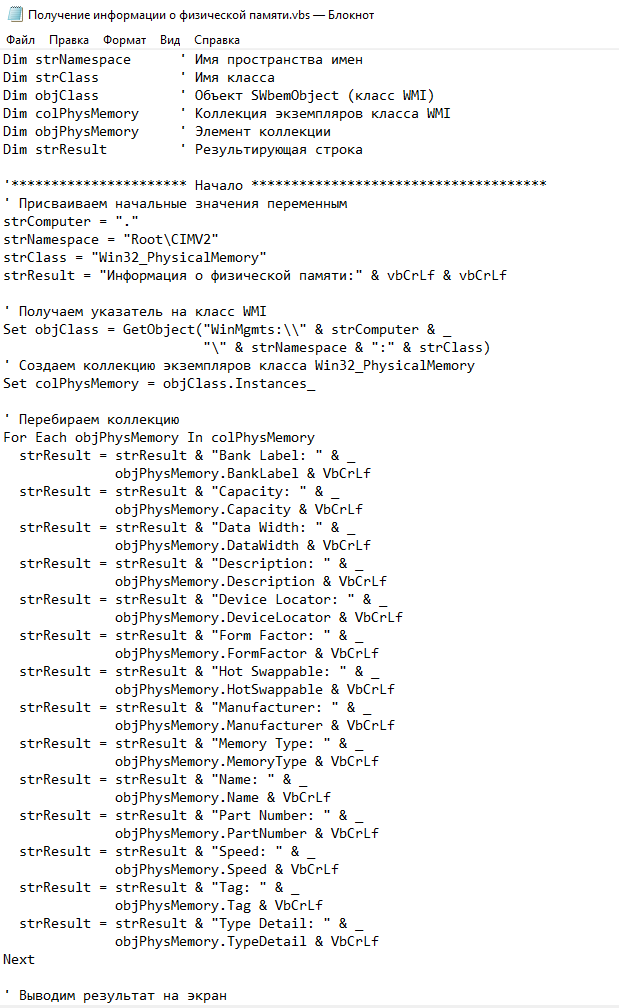 Получение информации о физической памяти.vbs — Блокнот
Файл Правка Формат Вид Справка
Dim strNamespace      ' Имя пространства имен
Dim strClass          ' Имя класса
Dim objClass          ' Объект SWbemObject (класс WMI)
Dim colPhysMemory     ' Коллекция экземпляров класса WMI
Dim objPhysMemory     ' Элемент коллекции
Dim strResult         ' Результирующая строка
'********************** Начало *************************************
' Присваиваем начальные значения переменным
strComputer = "."
strNamespace = "Root\CIMV2"
strClass = "Win32_PhysicalMemory"
strResult = "Информация о физической памяти:" & vbCrLf & vbCrLf
' Получаем указатель на класс WMI
Set objClass = GetObject("WinMgmts:\\" & strComputer & _
                         "\" & strNamespace & ":" & strClass)
' Создаем коллекцию экземпляров класса Win32_PhysicalMemory
Set colPhysMemory = objClass.Instances_
' Перебираем коллекцию
For Each objPhysMemory In colPhysMemory
  strResult = strResult & "Bank Label: " & _
              objPhysMemory.BankLabel & VbCrLf
  strResult = strResult & "Capacity: " & _
              objPhysMemory.Capacity & VbCrLf
  strResult = strResult & "Data Width: " & _
              objPhysMemory.DataWidth & VbCrLf
  strResult = strResult & "Description: " & _
              objPhysMemory.Description & VbCrLf
  strResult = strResult & "Device Locator: " & _
              objPhysMemory.DeviceLocator & VbCrLf
  strResult = strResult & "Form Factor: " & _
              objPhysMemory.FormFactor & VbCrLf
  strResult = strResult & "Hot Swappable: " & _
              objPhysMemory.HotSwappable & VbCrLf
  strResult = strResult & "Manufacturer: " & _
              objPhysMemory.Manufacturer & VbCrLf
  strResult = strResult & "Memory Type: " & _
              objPhysMemory.MemoryType & VbCrLf
  strResult = strResult & "Name: " & _
              objPhysMemory.Name & VbCrLf
  strResult = strResult & "Part Number: " & _
              objPhysMemory.PartNumber & VbCrLf
  strResult = strResult & "Speed: " & _
              objPhysMemory.Speed & VbCrLf
  strResult = strResult & "Tag: " & _
              objPhysMemory.Tag & VbCrLf
  strResult = strResult & "Type Detail: " & _
              objPhysMemory.TypeDetail & VbCrLf
Next
' Выводим результат на экран